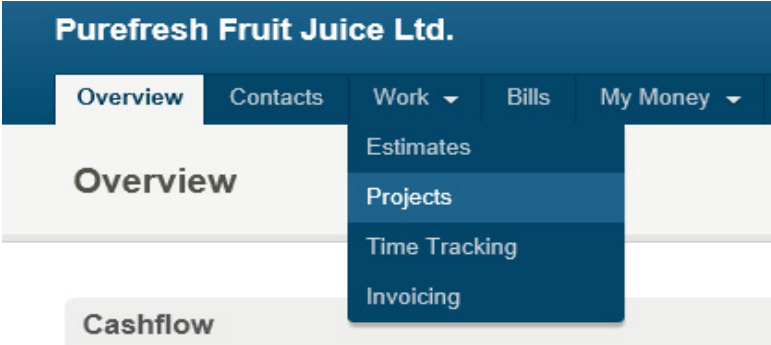 Purefresh Fruit Juice Ltd.
Overview Contacts Work Bills My Money
Estimates
Overview
Projects
Time Tracking
Invoicing
Cashflow